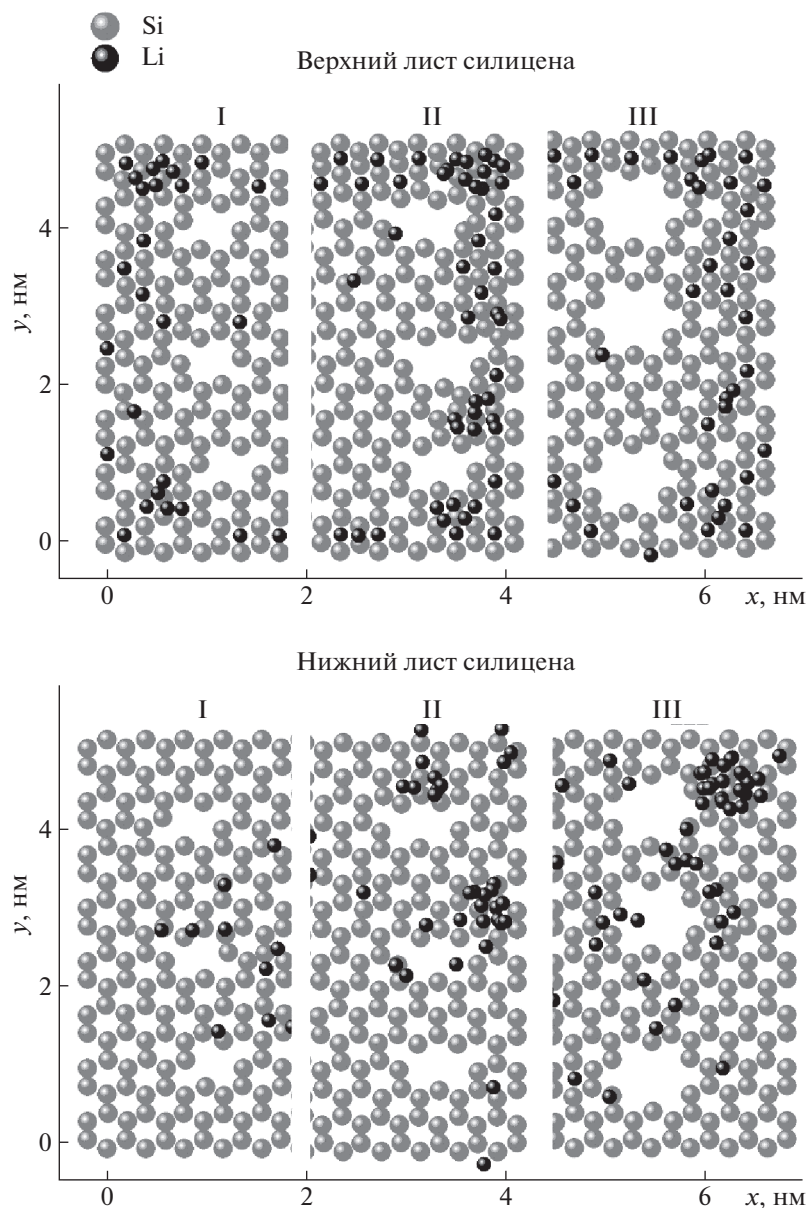 Si
Li
Верхний лист силицена
I II III
4
2
0
y, нм
0 2 4 6 x, нм
Нижний лист силицена
I II III
4
2
0
y, нм
0 2 4 6 x, нм